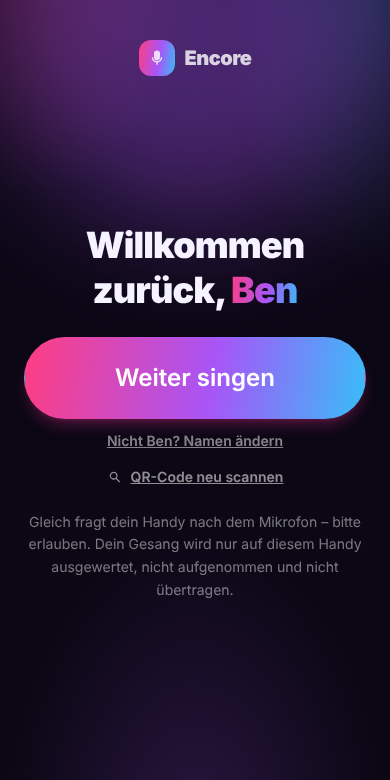 Encore
Willkommen
zurück, Ben
Weiter singen
Nicht Ben? Namen ändern
QR-Code neu scannen
Gleich fragt dein Handy nach dem Mikrofon – bitte
erlauben. Dein Gesang wird nur auf diesem Handy
ausgewertet, nicht aufgenommen und nicht
übertragen.